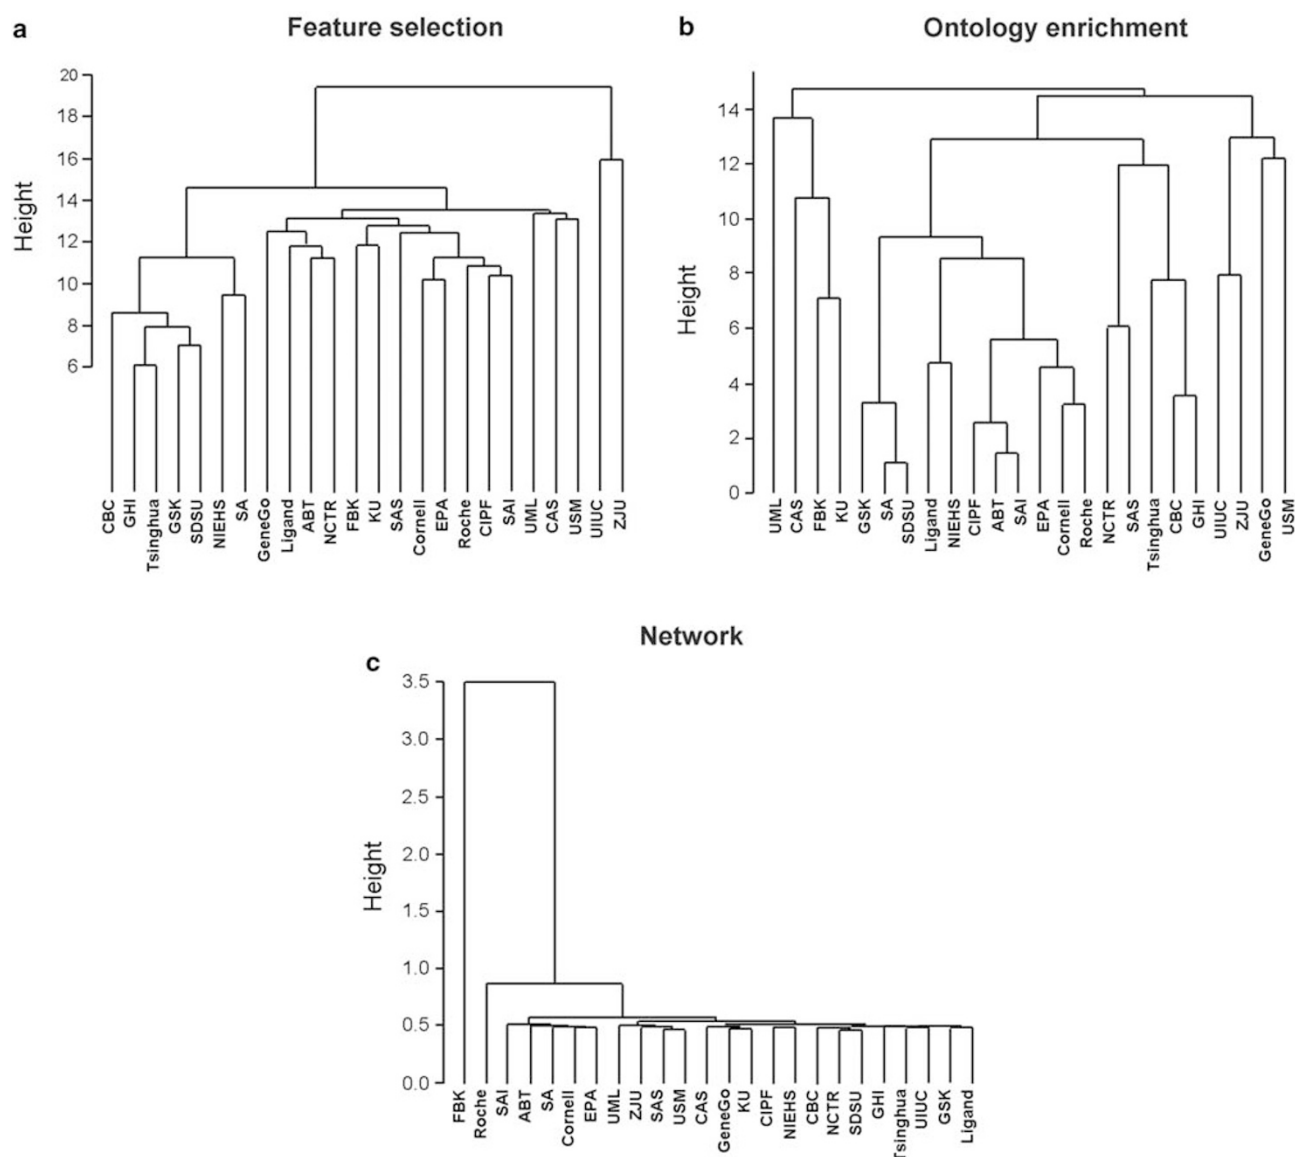 a
Feature selection
Height
20
18
16
14
12
10
8
6
CBC
GHI
Tsinghua
GSK
SDSU
NIEHS
SA
GeneGo
Ligand
ABT
NCTR
FBK
KU
SAS
Cornell
EPA
Roche
CIPF
SAI
UML
CAS
USM
UIUC
ZJU
b
Ontology enrichment
Height
14
12
10
8
6
4
2
0
UML
CAS
FBK
KU
GSK
SA
SDSU
Ligand
NIEHS
CIPF
ABT
SAI
EPA
Cornell
Roche
NCTR
SAS
Tsinghua
CBC
GHI
UIUC
ZJU
GeneGo
USM
c
Network
Height
3.5
3.0
2.5
2.0
1.5
1.0
0.5
0.0
FBK
Roche
SAI
ABT
SA
Cornell
EPA
UML
ZJU
SAS
USM
CAS
GeneGo
KU
CIPF
NIEHS
CBC
NCTR
SDSU
GHI
Tsinghua
UIUC
GSK
Ligand